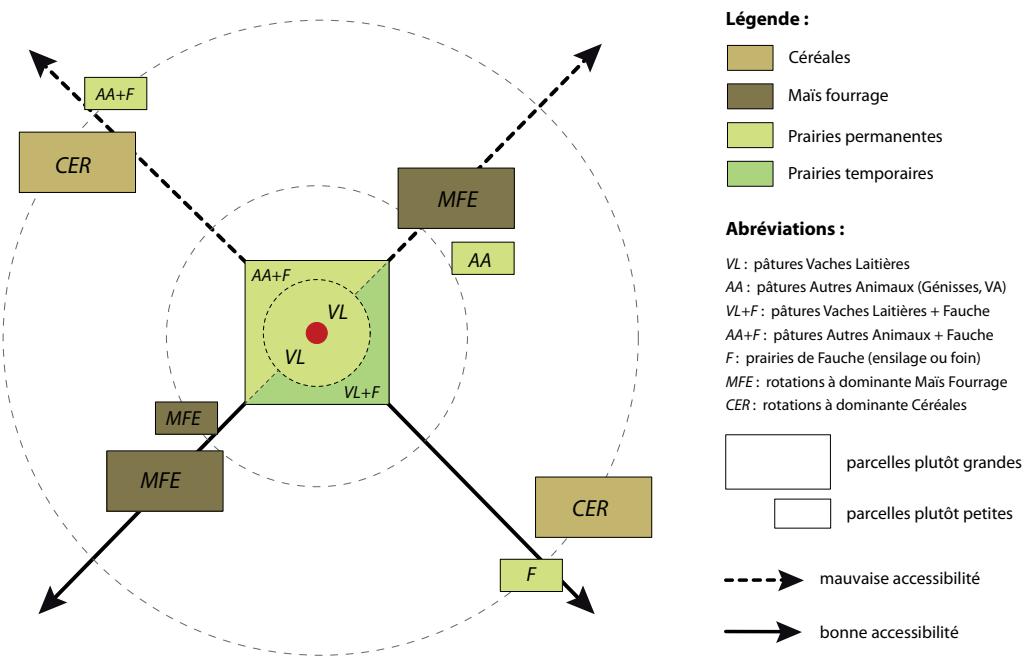 AA+F
CER
MFE
AA
AA+F
VL
VL
VL+F
MFE
MFE
CER
F
Légende :
Céréales
Maïs fourrage
Prairies permanentes
Prairies temporaires
Abréviations :
VL : pâtures Vaches Laitières
AA : pâtures Autres Animaux (Génisses, VA)
VL+F : pâtures Vaches Laitières + Fauche
AA+F : pâtures Autres Animaux + Fauche
F : prairies de Fauche (ensilage ou foin)
MFE : rotations à dominante Maïs Fourrage
CER : rotations à dominante Céréales
parcelles plutôt grandes
parcelles plutôt petites
mauvaise accessibilité
bonne accessibilité